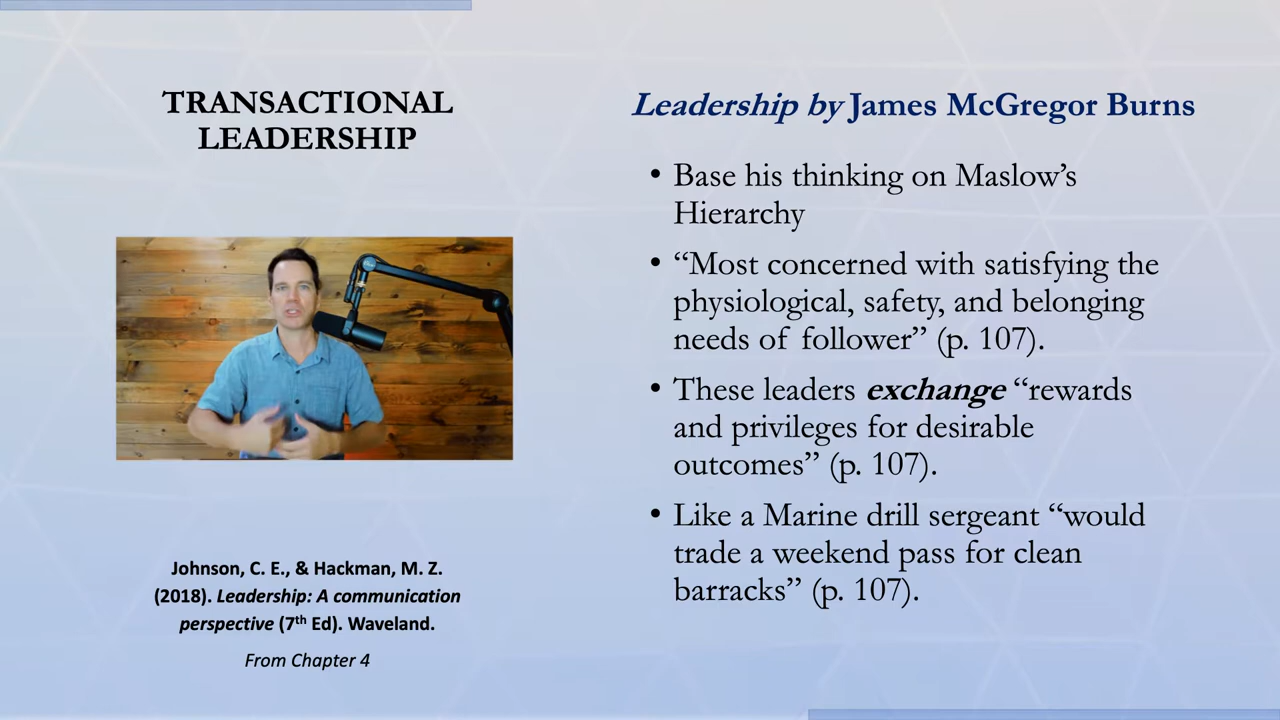 TRANSACTIONAL
LEADERSHIP
Johnson, C. E., & Hackman, M. Z.
(2018). Leadership: A communication
perspective (7th Ed). Waveland.
From Chapter 4
Leadership by James McGregor Burns
• Base his thinking on Maslow’s
Hierarchy
• “Most concerned with satisfying the
physiological, safety, and belonging
needs of follower” (p. 107).
• These leaders exchange “rewards
and privileges for desirable
outcomes” (p. 107).
• Like a Marine drill sergeant “would
trade a weekend pass for clean
barracks” (p. 107).